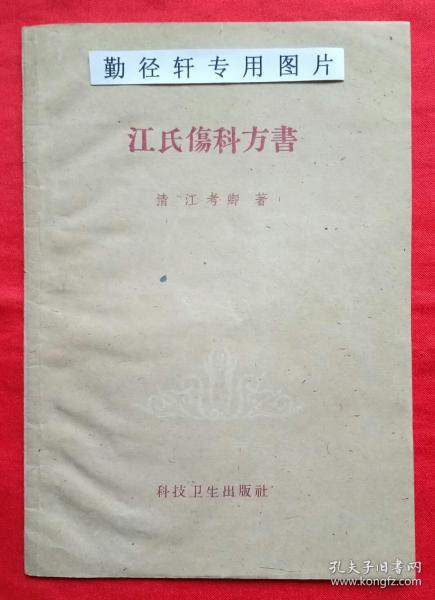 勤径轩专用图片
江氏傷科方書
清 江考卿 著
科技卫生出版社
孔夫子旧书网
www.kongfz.com